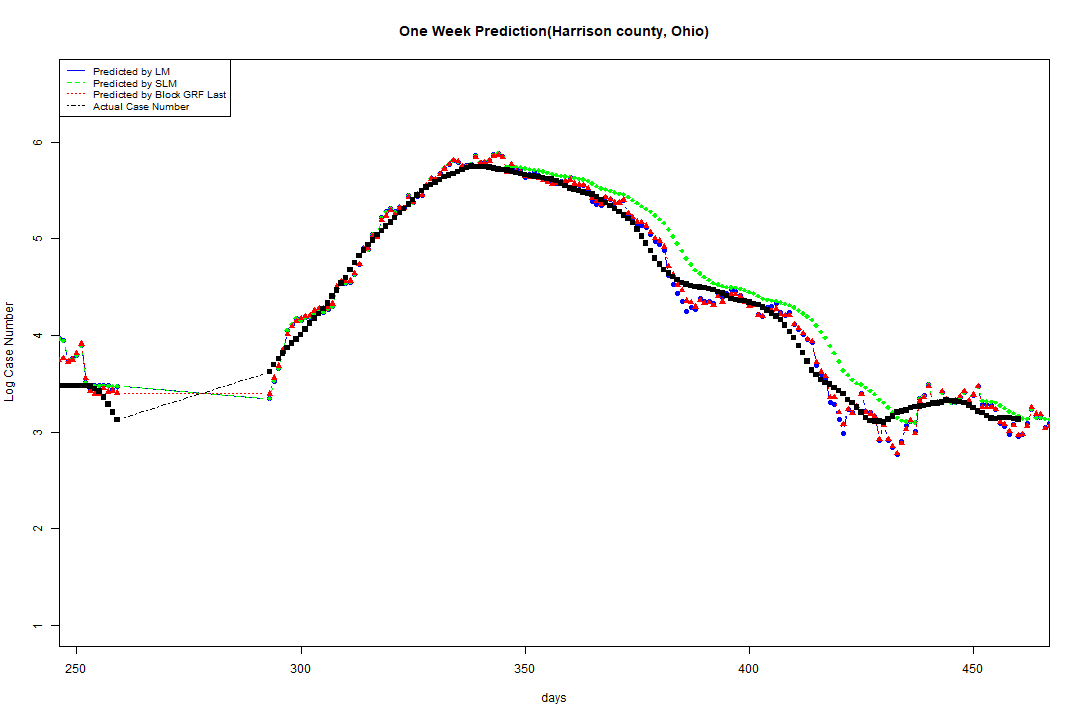 One Week Prediction(Harrison county, Ohio)
Predicted by LM
Predicted by SLM
Predicted by Block GRF Last
Actual Case Number
Log Case Number
6
5
4
3
2
1
250 300 350 400 450
days